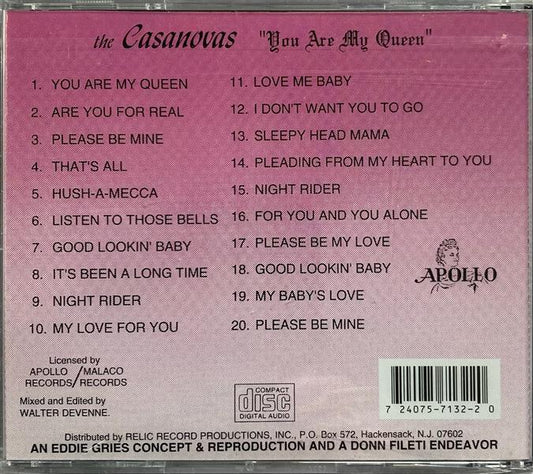 the Casanovas "You Are My Queen"
1. YOU ARE MY QUEEN
2. ARE YOU FOR REAL
3. PLEASE BE MINE
4. THAT'S ALL
5. HUSH-A-MECCA
6. LISTEN TO THOSE BELLS
7. GOOD LOOKIN' BABY
8. IT'S BEEN A LONG TIME
9. NIGHT RIDER
10. MY LOVE FOR YOU
11. LOVE ME BABY
12. I DON'T WANT YOU TO GO
13. SLEEPY HEAD MAMA
14. PLEADING FROM MY HEART TO YOU
15. NIGHT RIDER
16. FOR YOU AND YOU ALONE
17. PLEASE BE MY LOVE
18. GOOD LOOKIN' BABY
19. MY BABY'S LOVE
20. PLEASE BE MINE
APOLLO
Licensed by
APOLLO / MALACO
RECORDS/RECORDS
Mixed and Edited by
WALTER DEVENNE.
COMPACT
disc
DIGITAL AUDIO
7 24075-7132-2 0
Distributed by RELIC RECORD PRODUCTIONS, INC., P.O. Box 572, Hackensack, N.J. 07602
AN EDDIE GRIES CONCEPT & REPRODUCTION AND A DONN FILETI ENDEAVOR